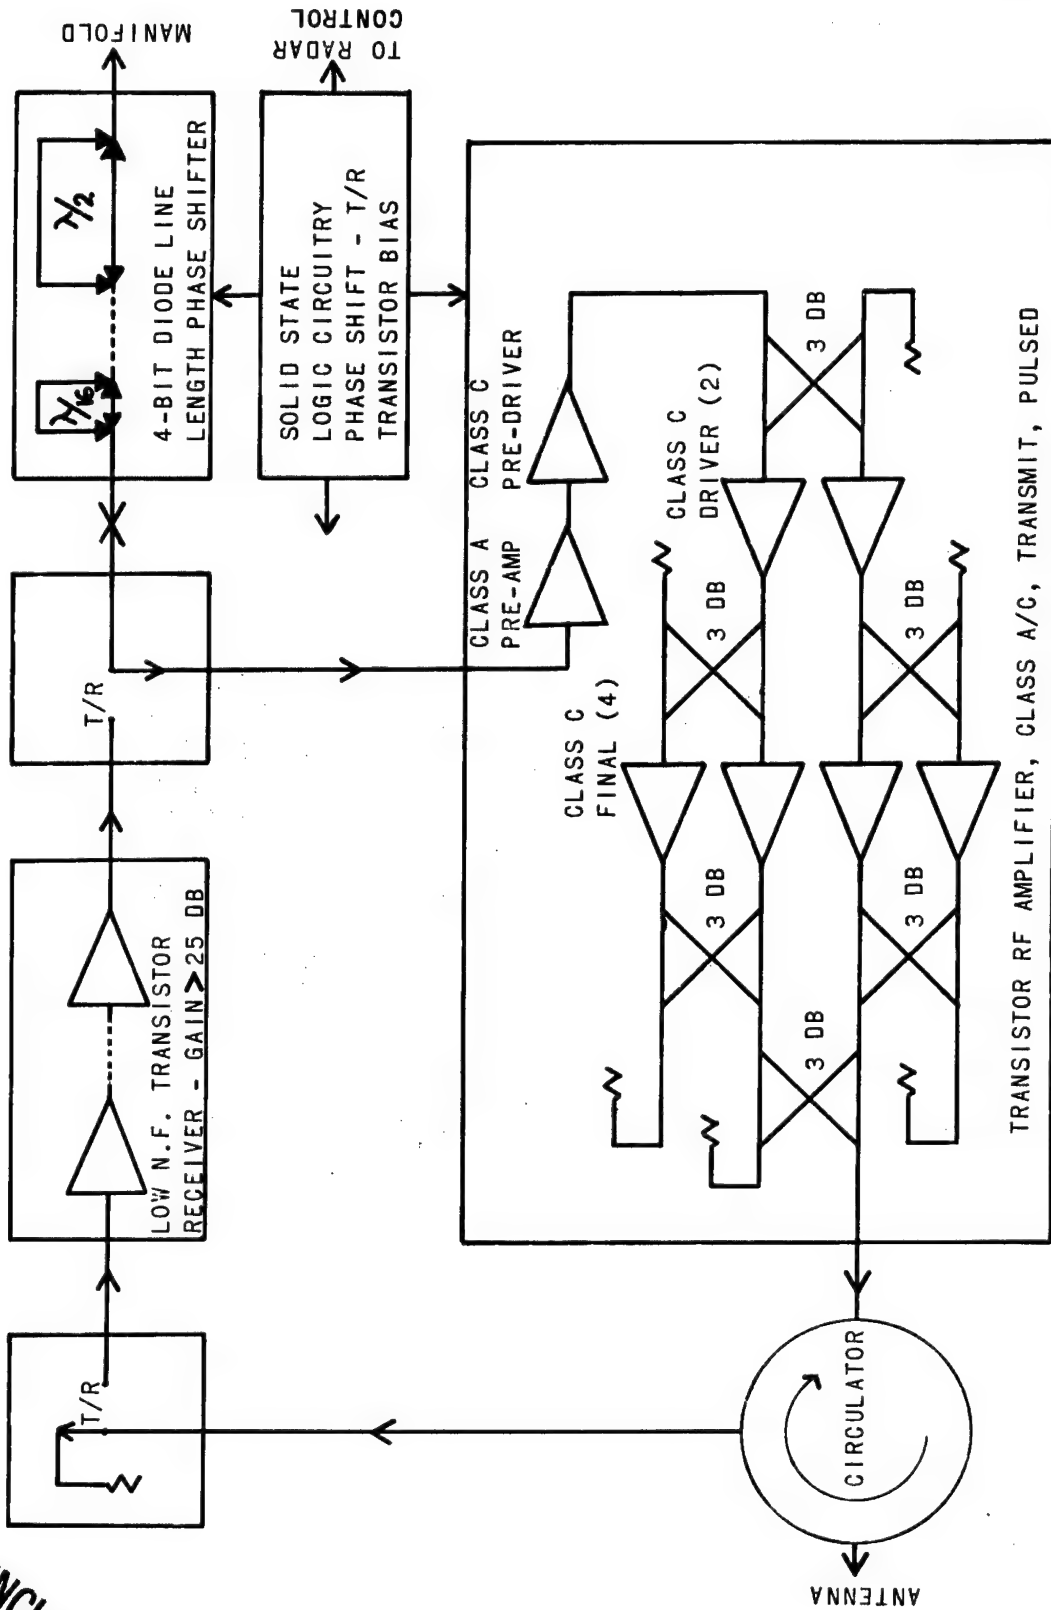 MANIFOLD
TO RADAR
CONTROL
λ/2
λ/16
4-BIT DIODE LINE
LENGTH PHASE SHIFTER
SOLID STATE
LOGIC CIRCUITRY
PHASE SHIFT - T/R
TRANSISTOR BIAS
T/R
CLASS A
PRE-AMP
CLASS C
PRE-DRIVER
3 DB
CLASS C
DRIVER (2)
3 DB
3 DB
CLASS C
FINAL (4)
3 DB
3 DB
3 DB
TRANSISTOR RF AMPLIFIER, CLASS A/C, TRANSMIT, PULSED
LOW N.F. TRANSISTOR
RECEIVER - GAIN>25 DB
T/R
CIRCULATOR
ANTENNA